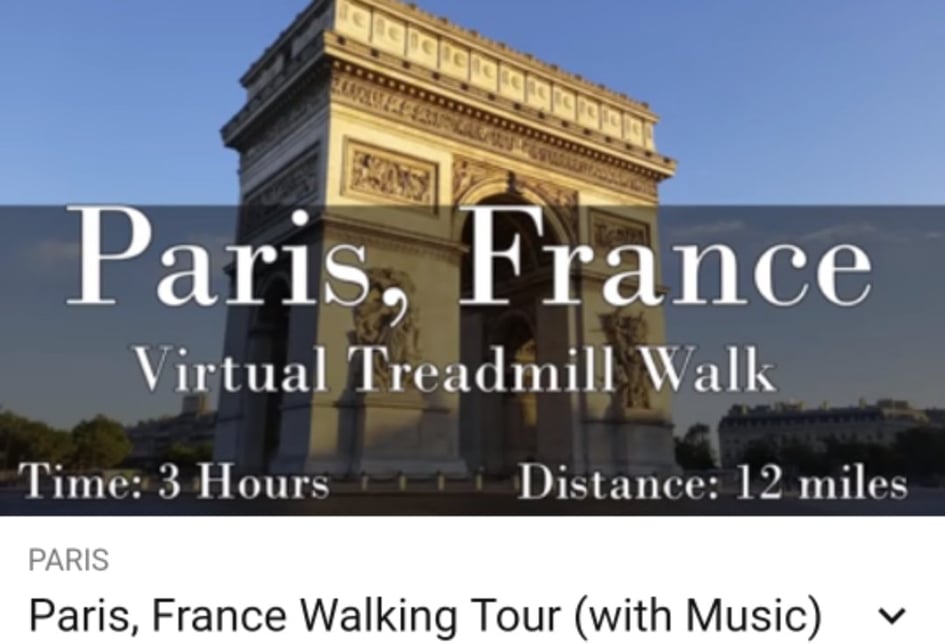 Paris, France
Virtual Treadmill Walk
Time: 3 Hours
Distance: 12 miles
PARIS
Paris, France Walking Tour (with Music)